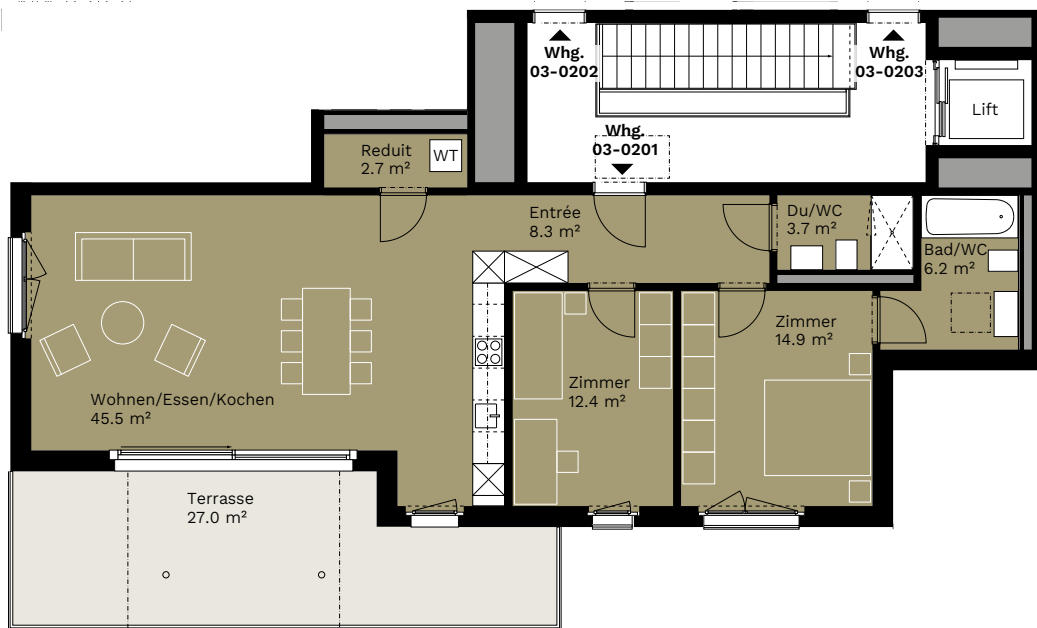 Whg.
03-0202
Whg.
03-0203
Lift
Whg.
03-0201
Reduit
2.7 m²
WT
Entrée
8.3 m²
Du/WC
3.7 m²
Bad/WC
6.2 m²
Zimmer
14.9 m²
Zimmer
12.4 m²
Wohnen/Essen/Kochen
45.5 m²
Terrasse
27.0 m²